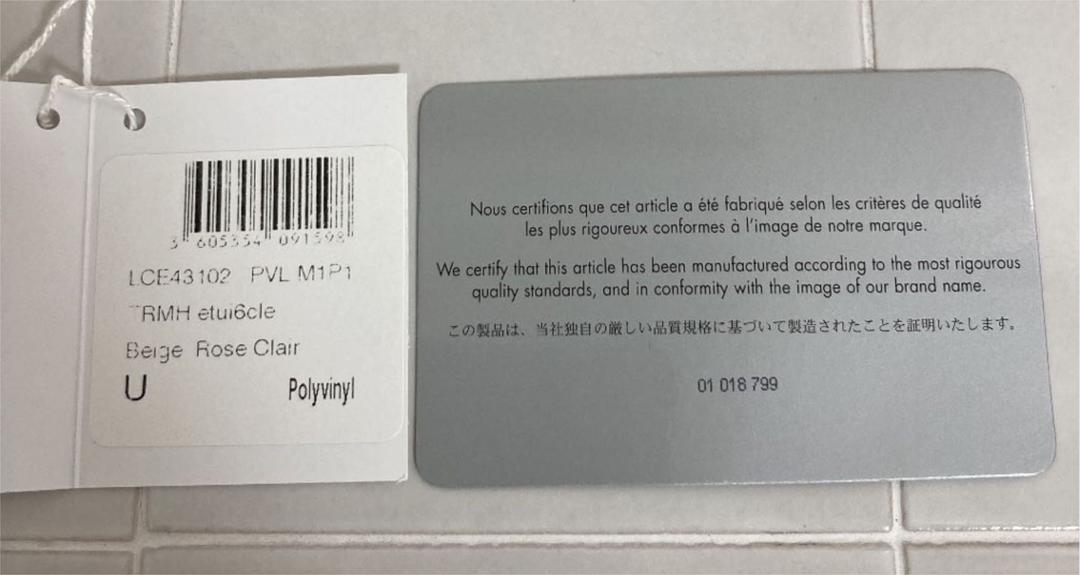 3 605354 091598
LCE43102 PVL M1P1
TRMH etui6cle
Beige Rose Clair
U Polyvinyl
Nous certifions que cet article a été fabriqué selon les critères de qualité
les plus rigoureux conformes à l'image de notre marque.
We certify that this article has been manufactured according to the most rigourous
quality standards, and in conformity with the image of our brand name.
この製品は、当社独自の厳しい品質規格に基づいて製造されたことを証明いたします。
01 018 799